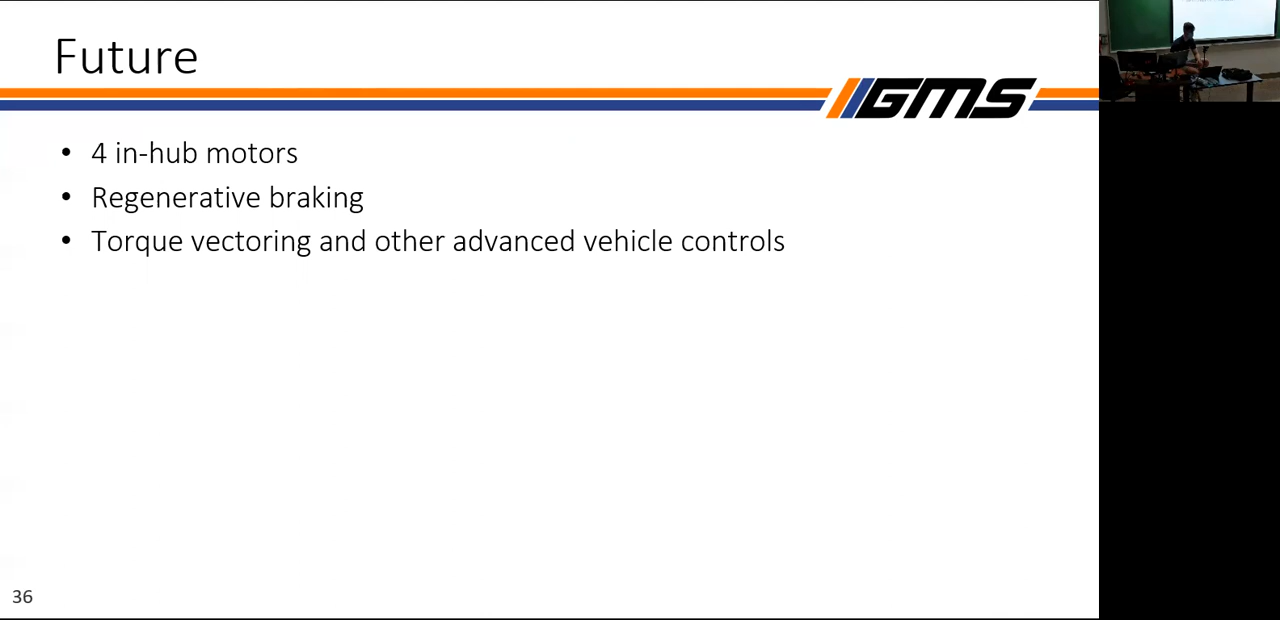 Future
GMS
• 4 in-hub motors
• Regenerative braking
• Torque vectoring and other advanced vehicle controls
36